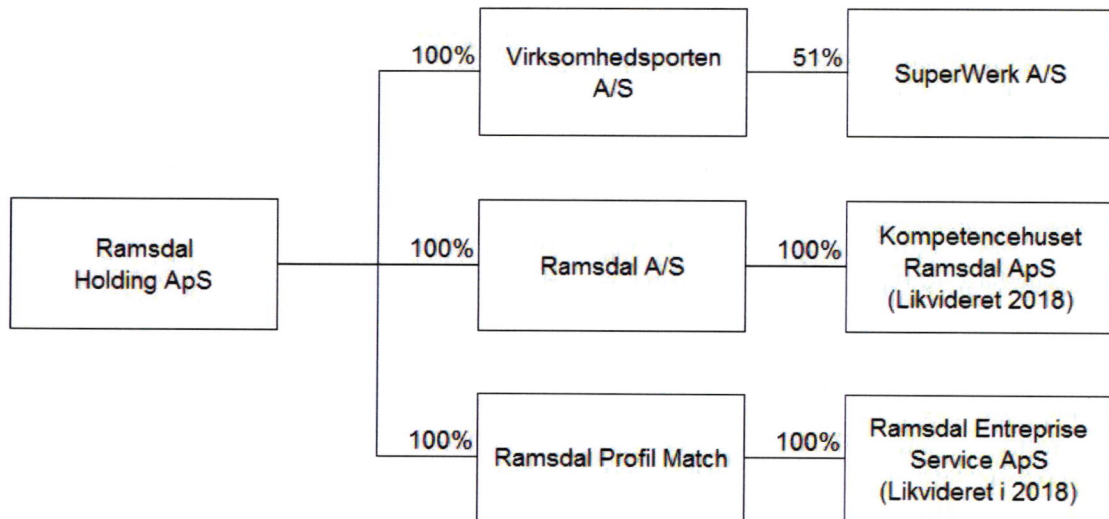 100%
Virksomhedsporten
A/S
51%
SuperWerk A/S
Ramsdal
Holding ApS
100%
Ramsdal A/S
100%
Kompetencehuset
Ramsdal ApS
(Likvideret 2018)
100%
Ramsdal Profil Match
100%
Ramsdal Entreprise
Service ApS
(Likvideret i 2018)